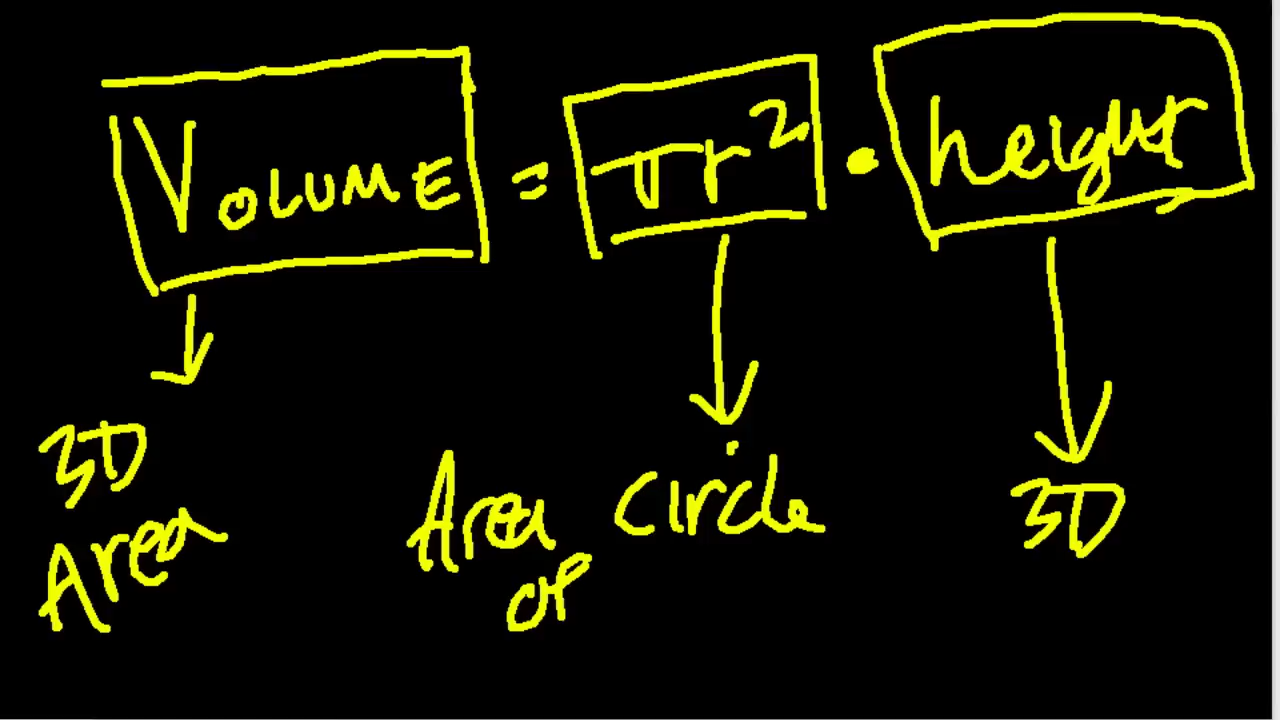 VOLUME = πr² • height
3D Area of circle 3D
Area